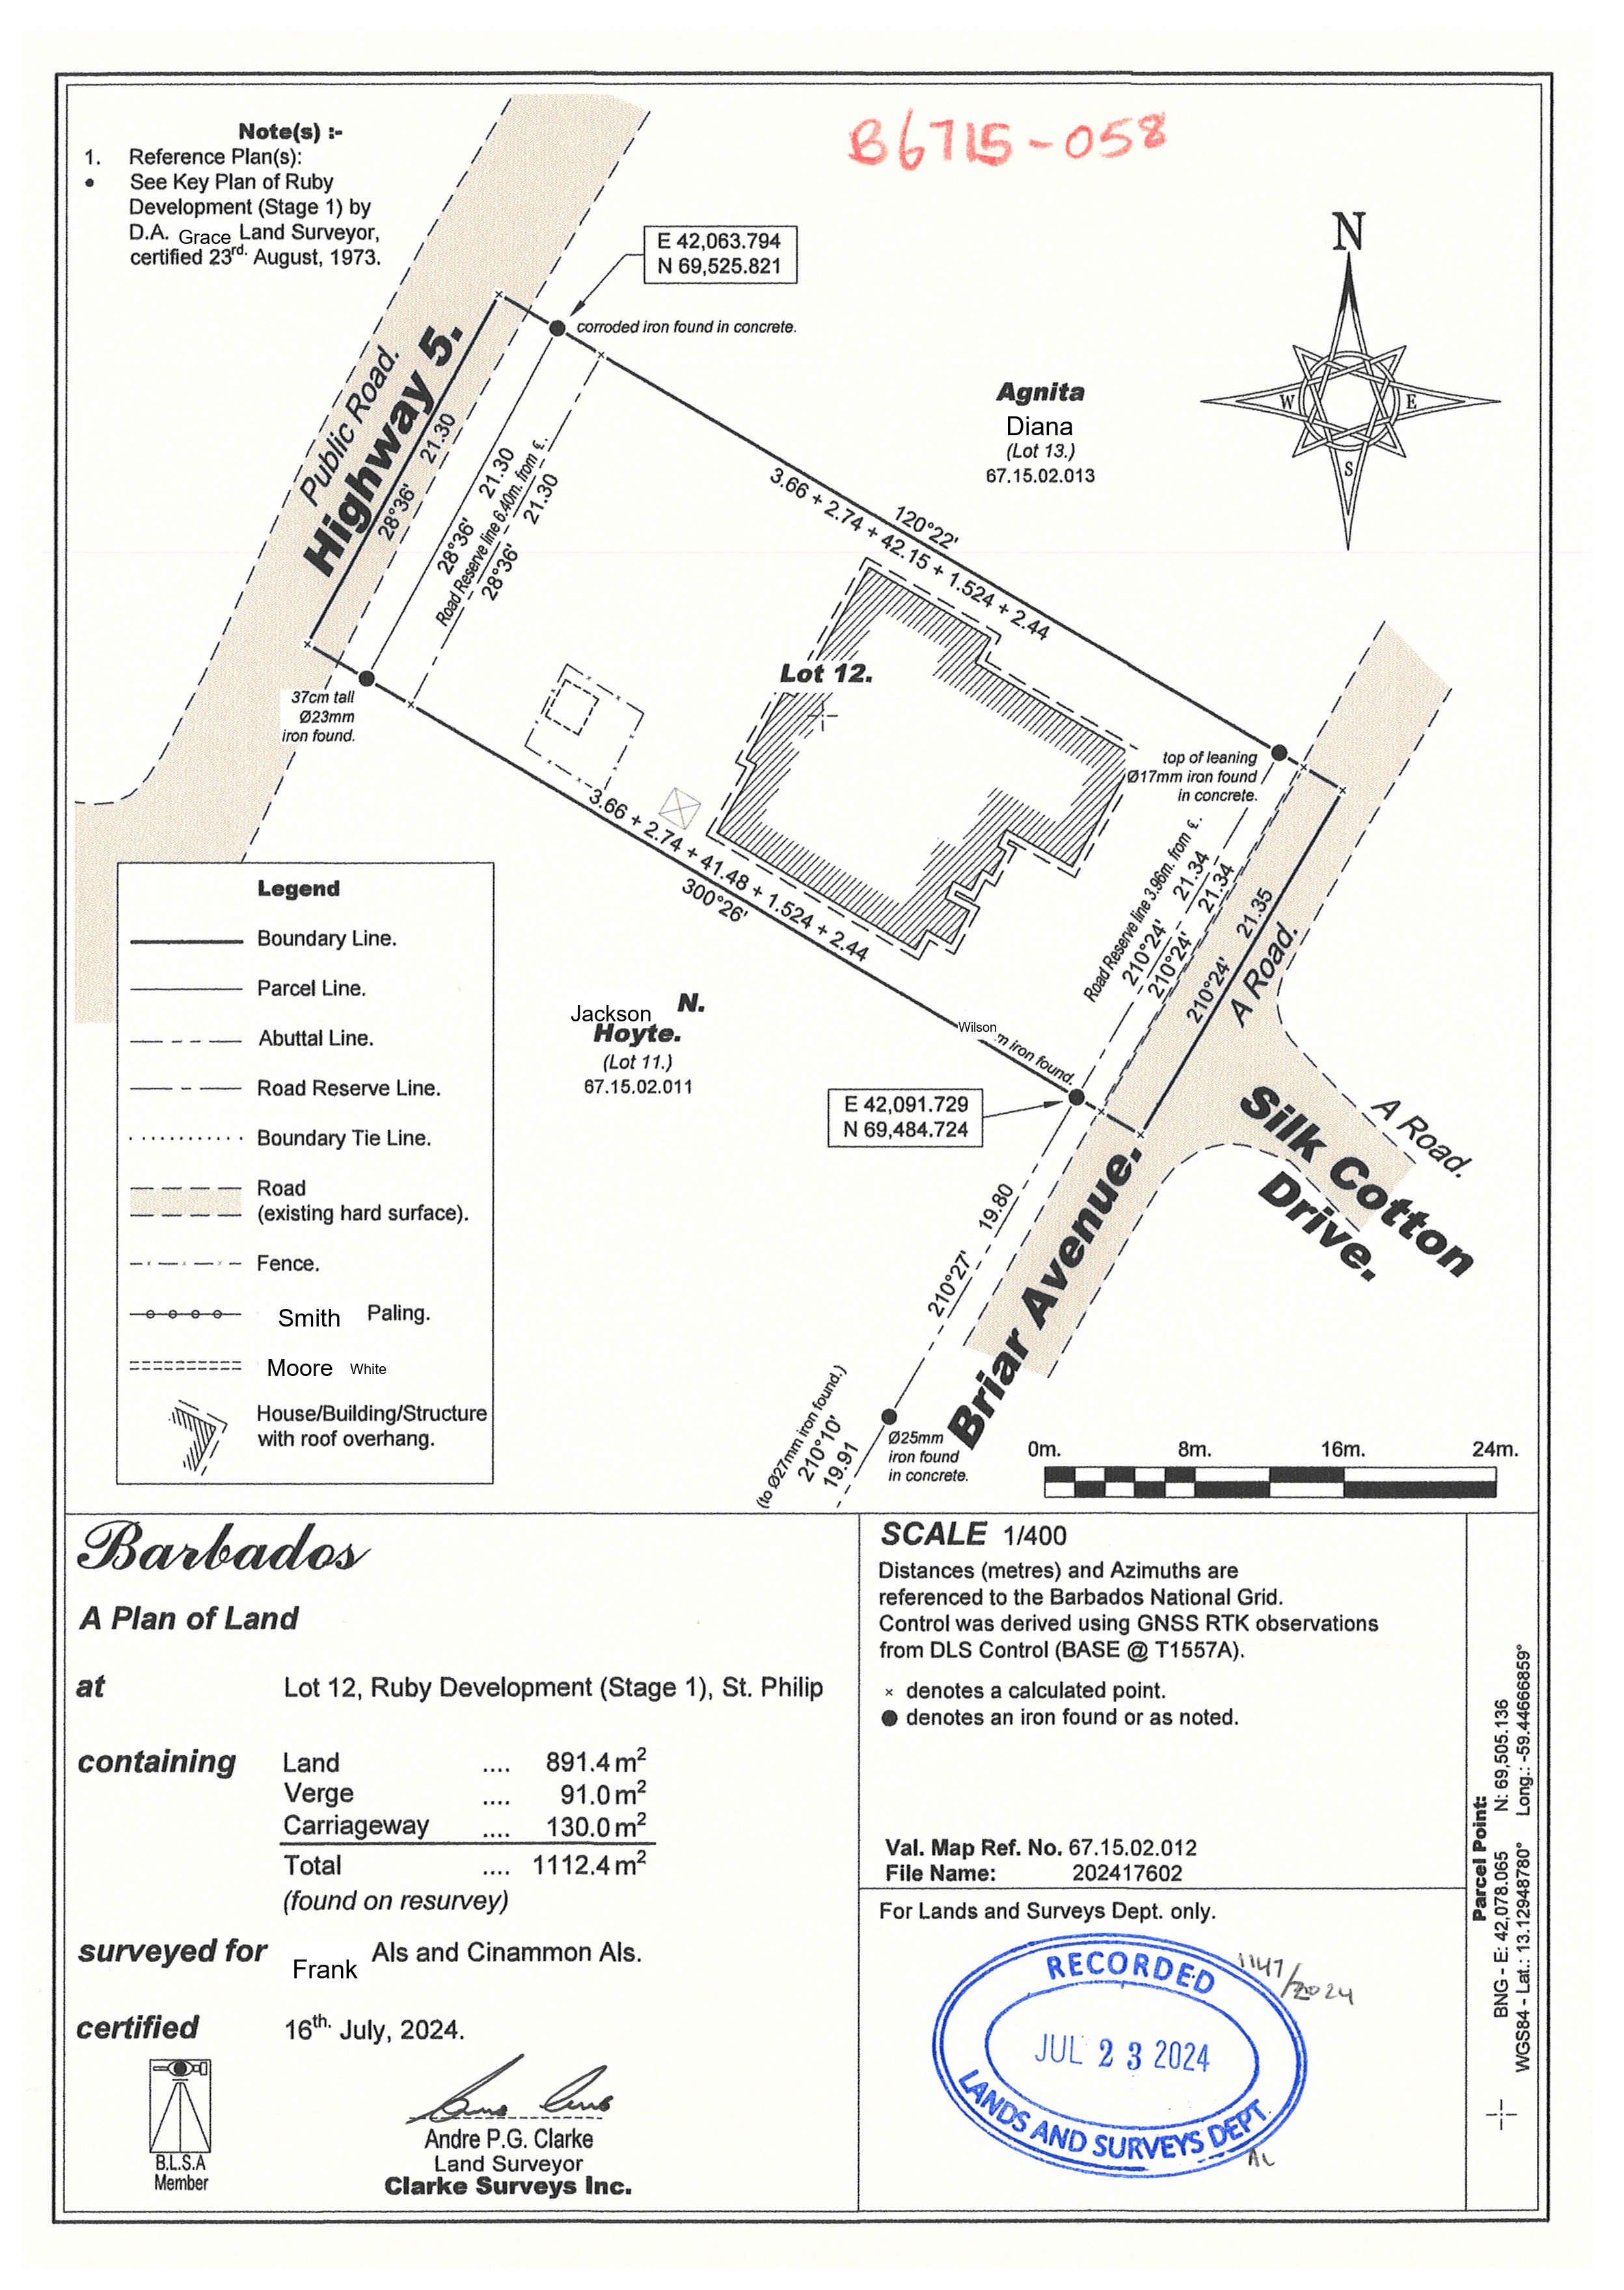 Note(s) :-
1. Reference Plan(s):
• See Key Plan of Ruby
Development (Stage 1) by
D.A. Grace Land Surveyor,
certified 23rd. August, 1973.
B6715-058
E 42,063.794
N 69,525.821
corroded iron found in concrete.
N
W
E
S
Public Road.
Highway 5.
28°36' 21.30
28°36' 21.30
Road Reserve line 6.40m. from ℄.
28°36' 21.30
Agnita
Diana
(Lot 13.)
67.15.02.013
120°22'
3.66 + 2.74 + 42.15 + 1.524 + 2.44
Lot 12.
37cm tall
Ø23mm
iron found.
top of leaning
Ø17mm iron found
in concrete.
3.66 + 2.74 + 41.48 + 1.524 + 2.44
300°26'
Road Reserve line 3.96m. from ℄.
210°24' 21.34
210°24' 21.34
210°24' 21.35
A Road.
Jackson N.
Hoyte.
(Lot 11.)
67.15.02.011
Wilson
m iron found.
E 42,091.729
N 69,484.724
A Road.
Silk Cotton
Drive.
Briar Avenue.
210°27' 19.80
(to Ø27mm iron found.)
210°10'
19.91
Ø25mm
iron found
in concrete.
Legend
Boundary Line.
Parcel Line.
Abuttal Line.
Road Reserve Line.
Boundary Tie Line.
Road
(existing hard surface).
Fence.
Smith Paling.
Moore White
House/Building/Structure
with roof overhang.
0m. 8m. 16m. 24m.
Barbados
A Plan of Land
at Lot 12, Ruby Development (Stage 1), St. Philip
containing Land .... 891.4 m²
Verge .... 91.0 m²
Carriageway .... 130.0 m²
Total .... 1112.4 m²
(found on resurvey)
surveyed for Frank Als and Cinammon Als.
certified 16th. July, 2024.
B.L.S.A
Member
Andre P.G. Clarke
Land Surveyor
Clarke Surveys Inc.
SCALE 1/400
Distances (metres) and Azimuths are
referenced to the Barbados National Grid.
Control was derived using GNSS RTK observations
from DLS Control (BASE @ T1557A).
× denotes a calculated point.
● denotes an iron found or as noted.
Val. Map Ref. No. 67.15.02.012
File Name: 202417602
For Lands and Surveys Dept. only.
RECORDED
JUL 23 2024
LANDS AND SURVEYS DEPT.
1147/2024
AL
Parcel Point:
BNG - E: 42,078.065 N: 69,505.136
WGS84 - Lat.: 13.12948780° Long.: -59.44666859°